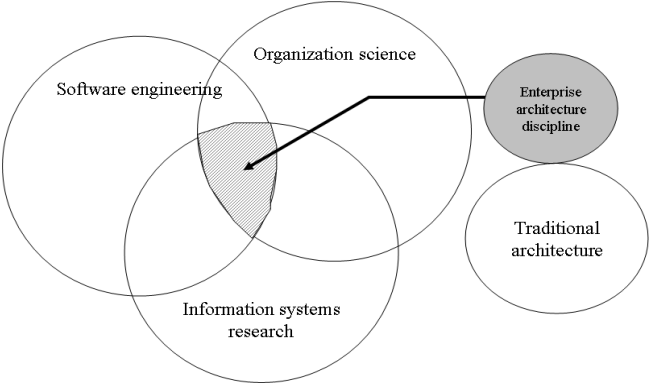 Organization science
Software engineering
Enterprise
architecture
discipline
Traditional
architecture
Information systems
research